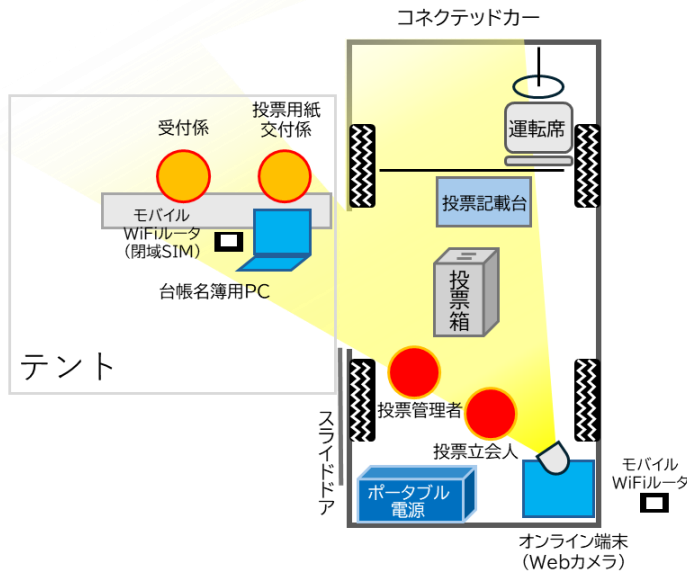 コネクテッドカー
受付係
投票用紙
交付係
運転席
投票記載台
モバイル
WiFiルータ
（閉域SIM）
台帳名簿用PC
投票箱
テント
スライドドア
投票管理者
投票立会人
ポータブル
電源
モバイル
WiFiルータ
オンライン端末
（Webカメラ）